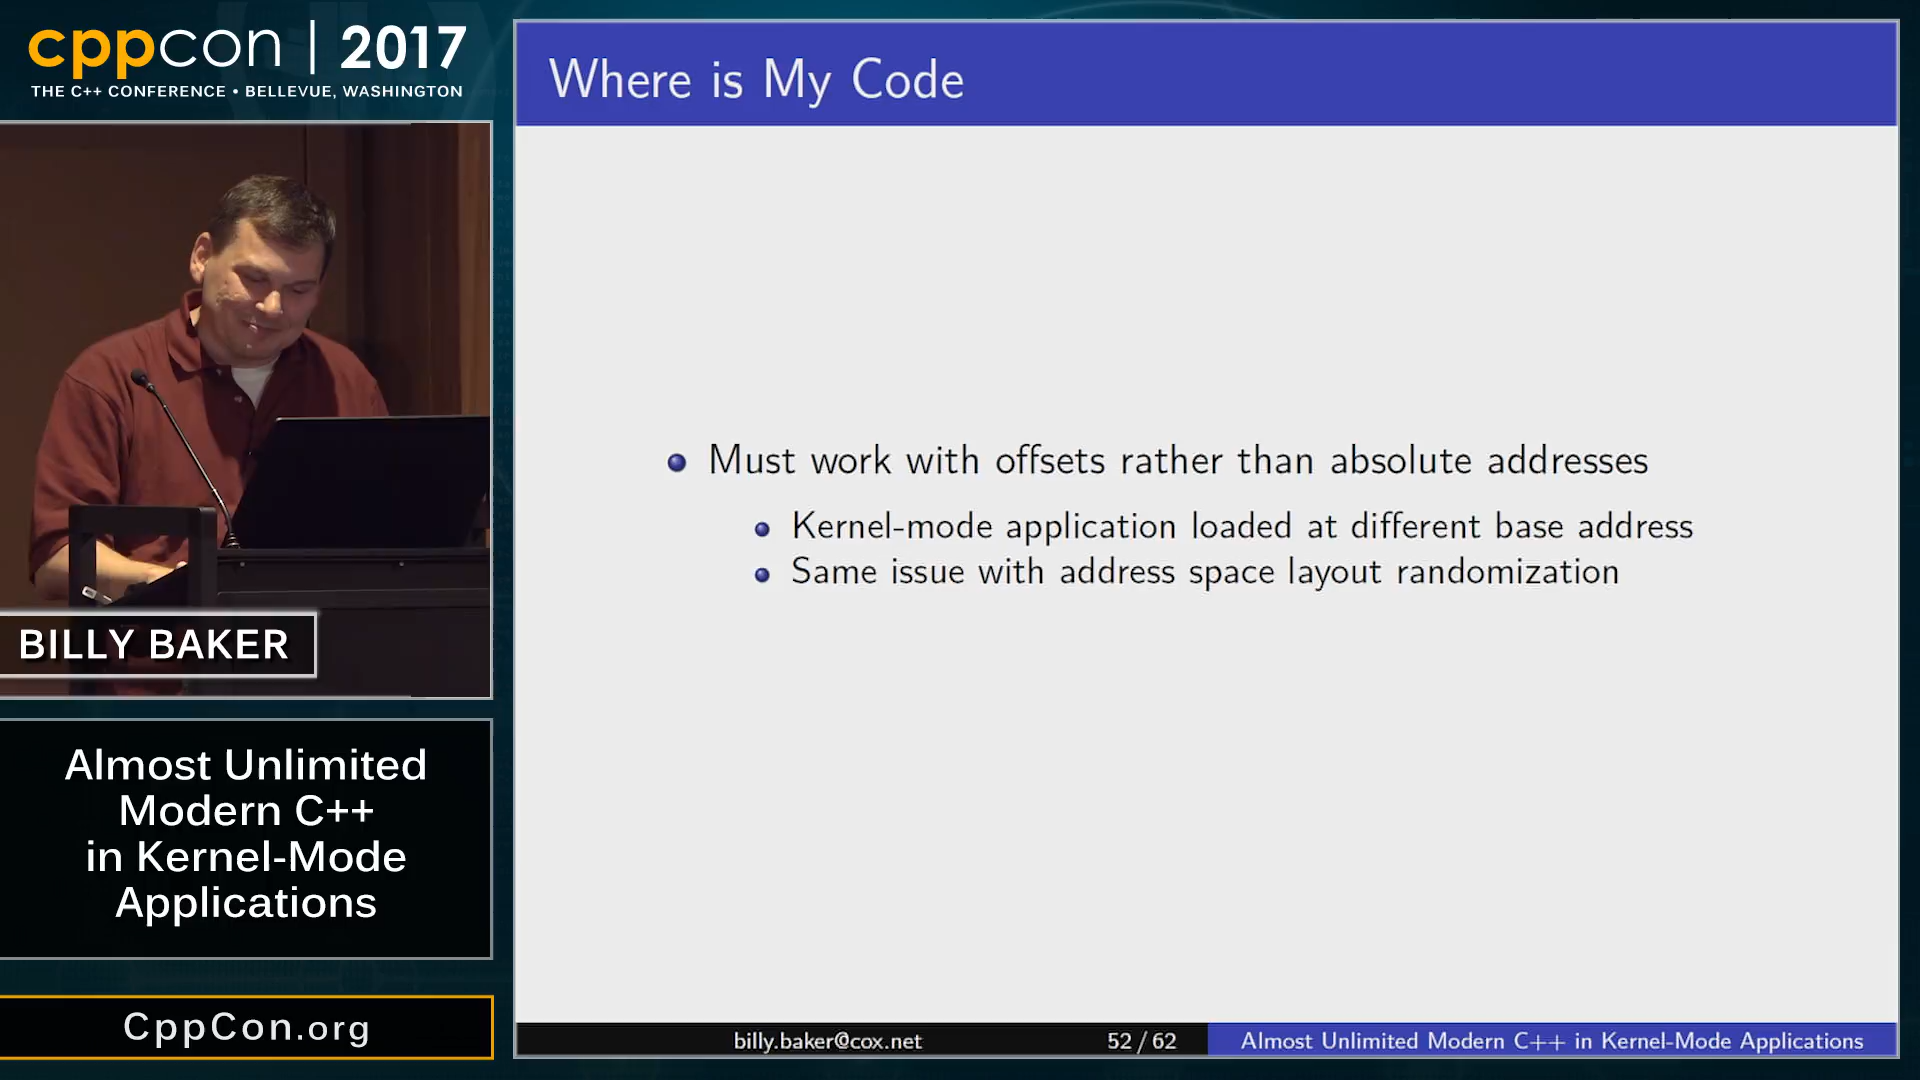 cppcon | 2017
THE C++ CONFERENCE • BELLEVUE, WASHINGTON
BILLY BAKER
Almost Unlimited
Modern C++
in Kernel-Mode
Applications
CppCon.org
Where is My Code
Must work with offsets rather than absolute addresses
Kernel-mode application loaded at different base address
Same issue with address space layout randomization
billy.baker@cox.net 52 / 62 Almost Unlimited Modern C++ in Kernel-Mode Applications